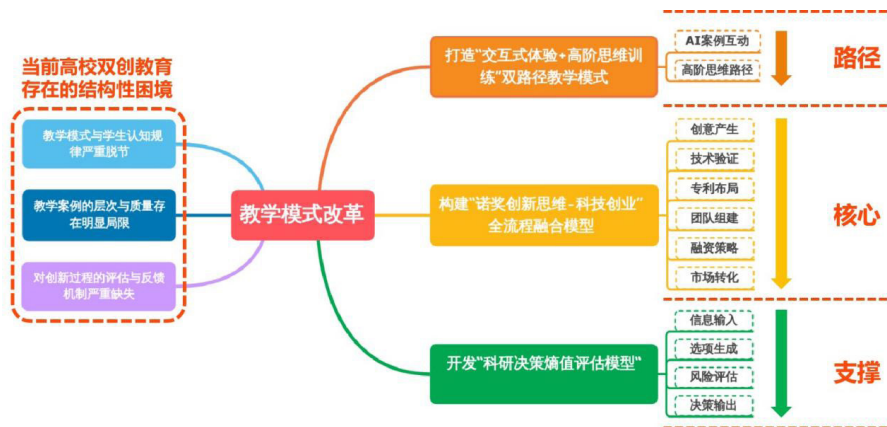 当前高校双创教育
存在的结构性困境
教学模式与学生认知规
律严重脱节
教学案例的层次与质量存
在明显局限
对创新过程的评估与反馈
机制严重缺失
教学模式改革
打造"交互式体验+高阶思维训
练"双路径教学模式
AI案例互动
高阶思维路径
路径
构建"诺奖创新思维-科技创业"
全流程融合模型
创意产生
技术验证
专利布局
团队组建
融资策略
市场转化
核心
开发"科研决策熵值评估模型"
信息输入
选项生成
风险评估
决策输出
支撑